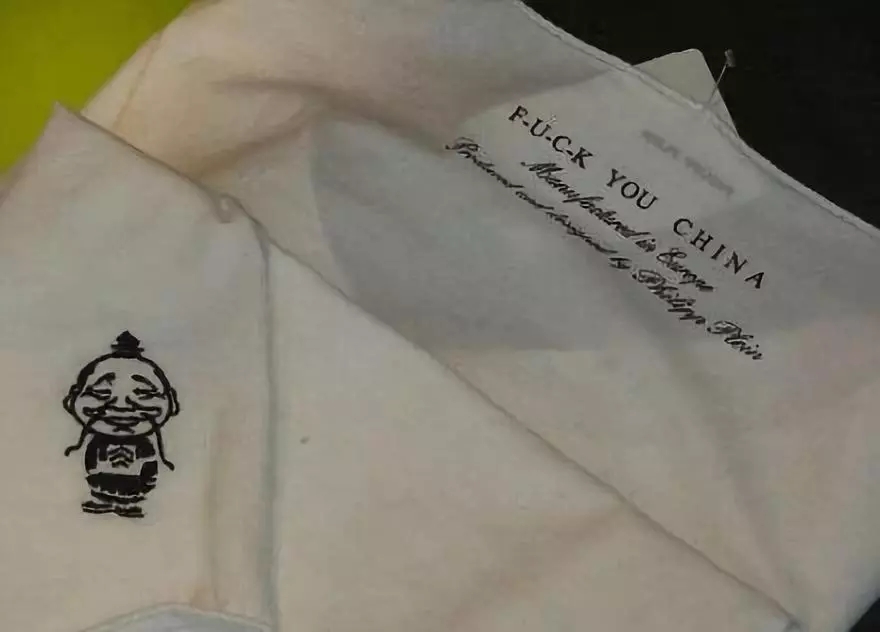 F-U-C-K YOU CHINA
Manufactured in Europe
Produced and designed by Philipp Plein